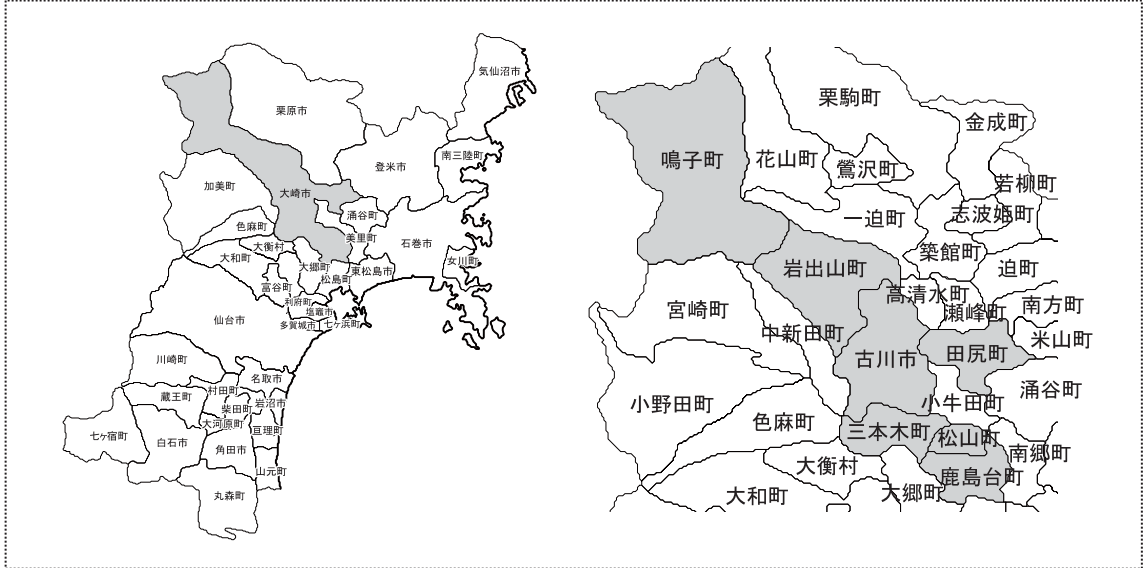 気仙沼市
栗原市
南三陸町
登米市
加美町
大崎市
涌谷町
色麻町
美里町
石巻市
大衡村
大和町
女川町
大郷町
東松島市
松島町
富谷町
利府町
塩竈市
仙台市
多賀城市
七ヶ浜町
川崎町
名取市
村田町
蔵王町
岩沼市
柴田町
大河原町
亘理町
七ヶ宿町
白石市
角田市
山元町
丸森町
栗駒町
金成町
鳴子町
花山町
鶯沢町
若柳町
一迫町
志波姫町
築館町
岩出山町
迫町
高清水町
瀬峰町
南方町
宮崎町
中新田町
米山町
古川市
田尻町
涌谷町
小野田町
小牛田町
色麻町
三本木町
松山町
南郷町
大衡村
鹿島台町
大和町
大郷町